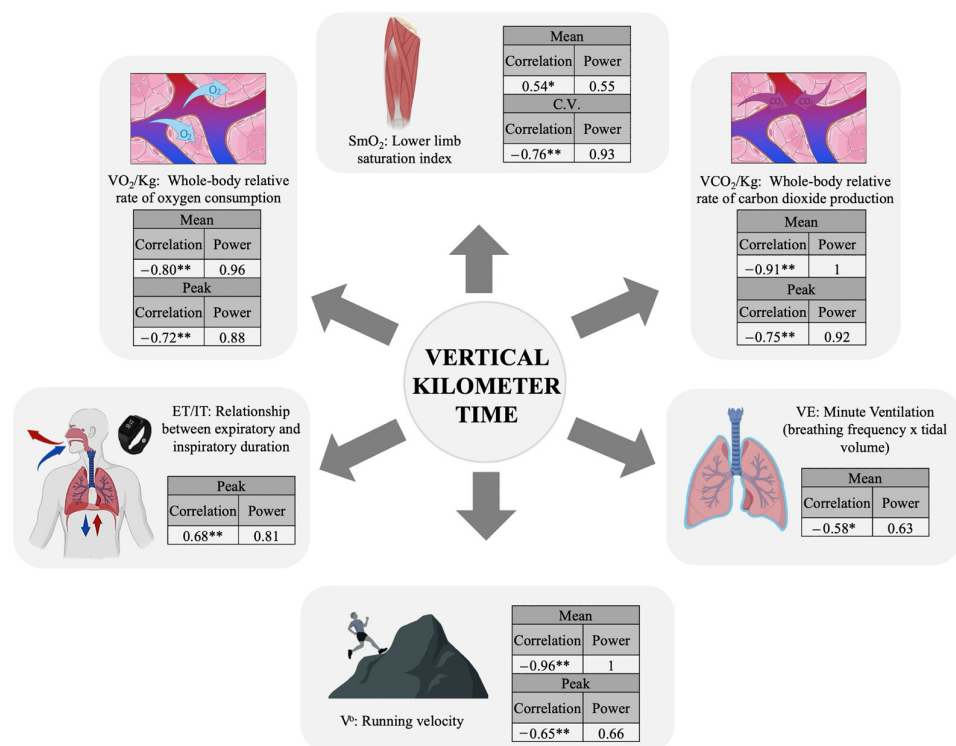 Mean
Correlation Power
0.54* 0.55
C.V.
Correlation Power
−0.76** 0.93
SmO₂: Lower limb
saturation index
O₂
O₂
VO₂/Kg: Whole-body relative
rate of oxygen consumption
Mean
Correlation Power
−0.80** 0.96
Peak
Correlation Power
−0.72** 0.88
CO₂ CO₂
VCO₂/Kg: Whole-body relative
rate of carbon dioxide production
Mean
Correlation Power
−0.91** 1
Peak
Correlation Power
−0.75** 0.92
VERTICAL
KILOMETER
TIME
ET/IT: Relationship
between expiratory and
inspiratory duration
Peak
Correlation Power
0.68** 0.81
VE: Minute Ventilation
(breathing frequency x tidal
volume)
Mean
Correlation Power
−0.58* 0.63
Mean
Correlation Power
−0.96** 1
Peak
Correlation Power
−0.65** 0.66
Vᵇ: Running velocity